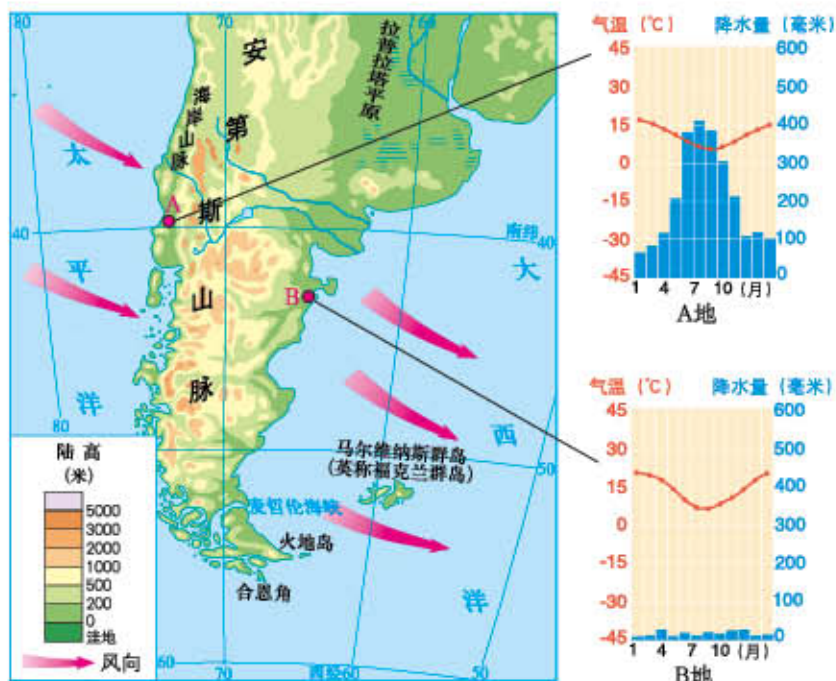 80
70
60
安
第
斯
山
脉
海岸山脉
拉普拉塔平原
太
平
洋
A
40
南纬
40
大
西
洋
B
80
50
马尔维纳斯群岛
(英称福克兰群岛)
麦哲伦海峡
火地岛
合恩角
60
70
西经60
50
陆高
(米)
5000
3000
2000
1000
500
200
0
洼地
风向
气温(℃) 降水量(毫米)
45 600
30 500
15 400
0 300
-15 200
-30 100
-45 0
1 4 7 10 (月)
A地
气温(℃) 降水量(毫米)
45 600
30 500
15 400
0 300
-15 200
-30 100
-45 0
1 4 7 10 (月)
B地